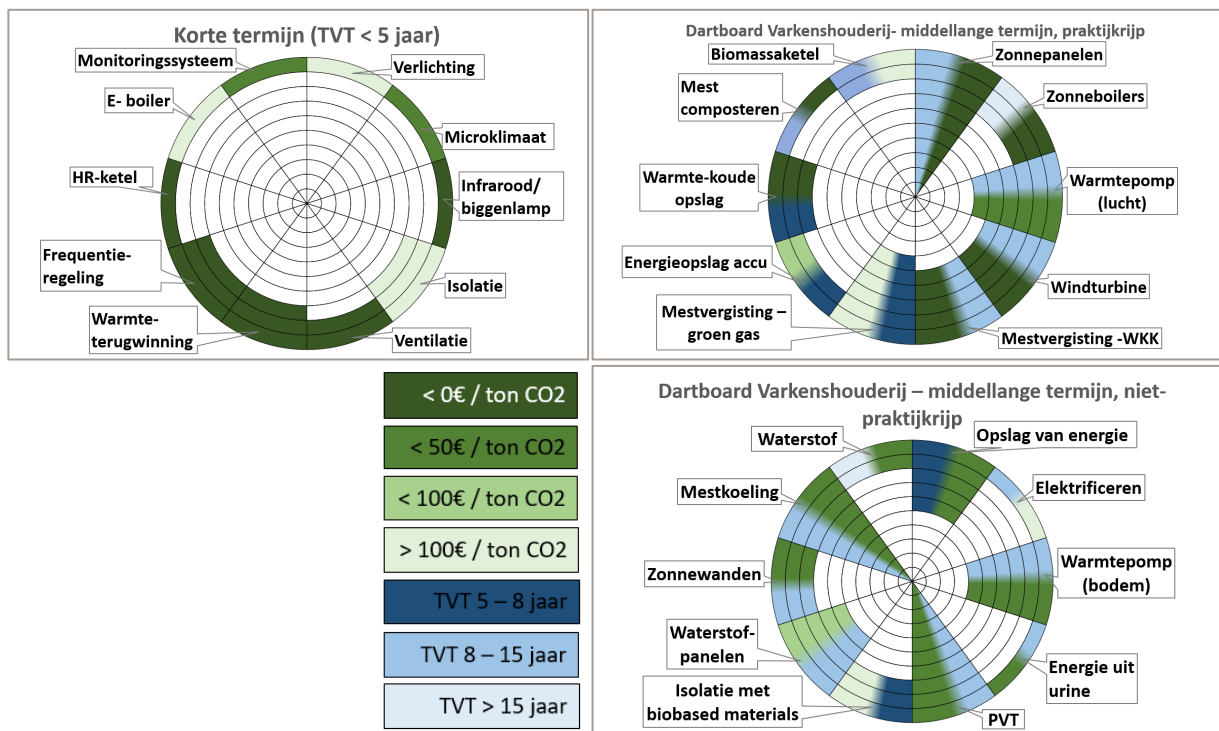 Korte termijn (TVT < 5 jaar)
Monitoringssysteem
Verlichting
E- boiler
Microklimaat
HR-ketel
Infrarood/
biggenlamp
Frequentie-
regeling
Isolatie
Warmte-
terugwinning
Ventilatie
Dartboard Varkenshouderij- middellange termijn, praktijkrijp
Biomassaketel
Zonnepanelen
Mest
composteren
Zonneboilers
Warmte-koude
opslag
Warmtepomp
(lucht)
Energieopslag accu
Windturbine
Mestvergisting –
groen gas
Mestvergisting -WKK
< 0€ / ton CO2
< 50€ / ton CO2
< 100€ / ton CO2
> 100€ / ton CO2
TVT 5 – 8 jaar
TVT 8 – 15 jaar
TVT > 15 jaar
Dartboard Varkenshouderij – middellange termijn, niet-
praktijkrijp
Waterstof
Opslag van energie
Mestkoeling
Elektrificeren
Zonnewanden
Warmtepomp
(bodem)
Waterstof-
panelen
Energie uit
urine
Isolatie met
biobased materials
PVT